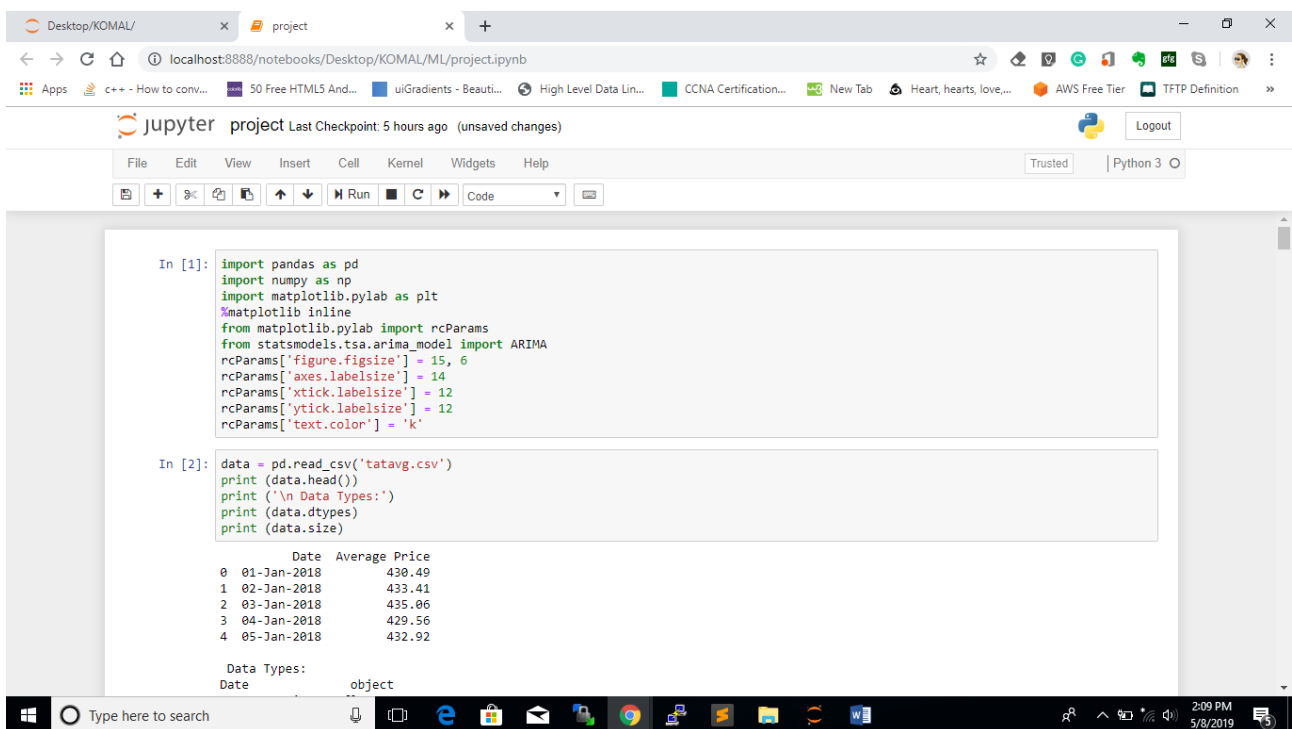 Desktop/KOMAL/
project
localhost:8888/notebooks/Desktop/KOMAL/ML/project.ipynb
Apps c++ - How to conv... 50 Free HTML5 And... uiGradients - Beauti... High Level Data Lin... CCNA Certification... New Tab Heart, hearts, love,... AWS Free Tier TFTP Definition »
jupyter project Last Checkpoint: 5 hours ago (unsaved changes) Logout
File Edit View Insert Cell Kernel Widgets Help Trusted Python 3
Run Code
In [1]: import pandas as pd
import numpy as np
import matplotlib.pylab as plt
%matplotlib inline
from matplotlib.pylab import rcParams
from statsmodels.tsa.arima_model import ARIMA
rcParams['figure.figsize'] = 15, 6
rcParams['axes.labelsize'] = 14
rcParams['xtick.labelsize'] = 12
rcParams['ytick.labelsize'] = 12
rcParams['text.color'] = 'k'
In [2]: data = pd.read_csv('tatavg.csv')
print (data.head())
print ('\n Data Types:')
print (data.dtypes)
print (data.size)
Date Average Price
0 01-Jan-2018 430.49
1 02-Jan-2018 433.41
2 03-Jan-2018 435.06
3 04-Jan-2018 429.56
4 05-Jan-2018 432.92
Data Types:
Date object
Type here to search
2:09 PM
5/8/2019